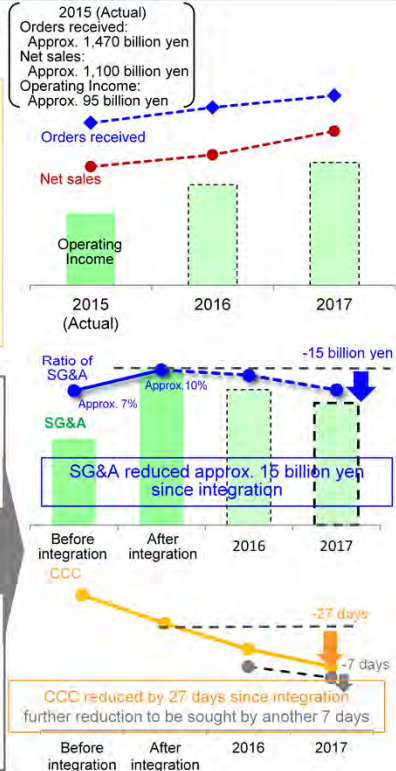 2015 (Actual)
Orders received:
Approx. 1,470 billion yen
Net sales:
Approx. 1,100 billion yen
Operating Income:
Approx. 95 billion yen
Orders received
Net sales
Operating
Income
2015
(Actual)
2016
2017
Ratio of
SG&A
-15 billion yen
Approx. 7%
Approx.10%
SG&A
SG&A reduced approx. 15 billion yen
since integration
Before
integration
After
integration
2016
2017
CCC
-27 days
-7 days
CCC reduced by 27 days since integration
further reduction to be sought by another 7 days
Before
integration
After
integration
2016
2017